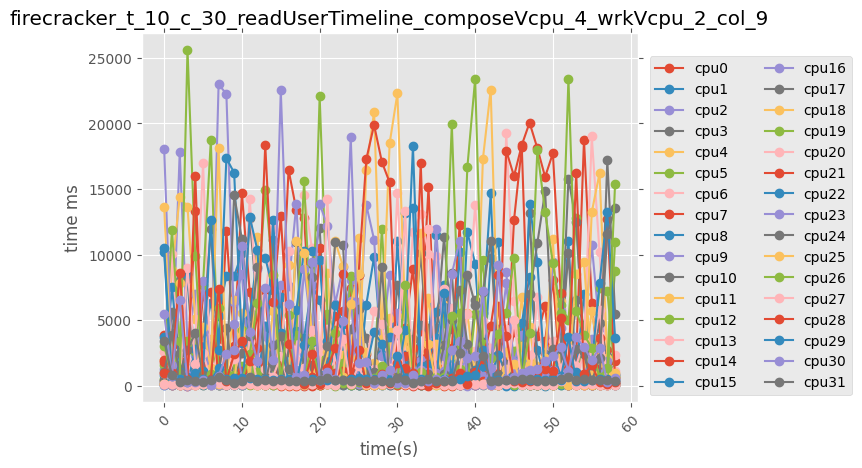 firecracker_t_10_c_30_readUserTimeline_composeVcpu_4_wrkVcpu_2_col_9
25000
20000
15000
10000
5000
0
time ms
0
10
20
30
40
50
60
time(s)
cpu0
cpu1
cpu2
cpu3
cpu4
cpu5
cpu6
cpu7
cpu8
cpu9
cpu10
cpu11
cpu12
cpu13
cpu14
cpu15
cpu16
cpu17
cpu18
cpu19
cpu20
cpu21
cpu22
cpu23
cpu24
cpu25
cpu26
cpu27
cpu28
cpu29
cpu30
cpu31